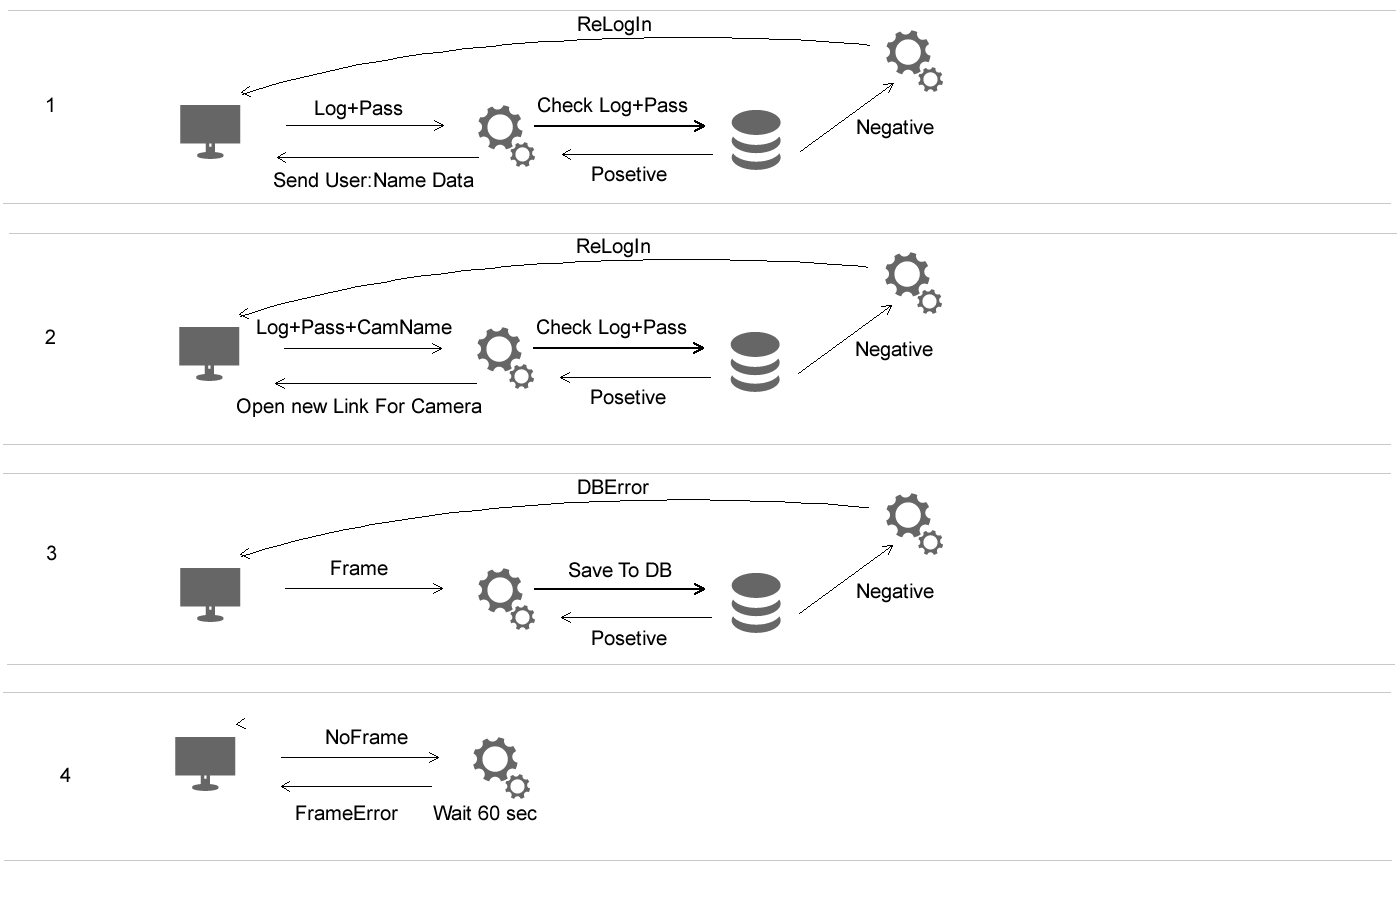 ReLogIn
1
Log+Pass
Check Log+Pass
Negative
Send User:Name Data
Posetive
ReLogIn
2
Log+Pass+CamName
Check Log+Pass
Negative
Open new Link For Camera
Posetive
DBError
3
Frame
Save To DB
Negative
Posetive
NoFrame
4
FrameError
Wait 60 sec